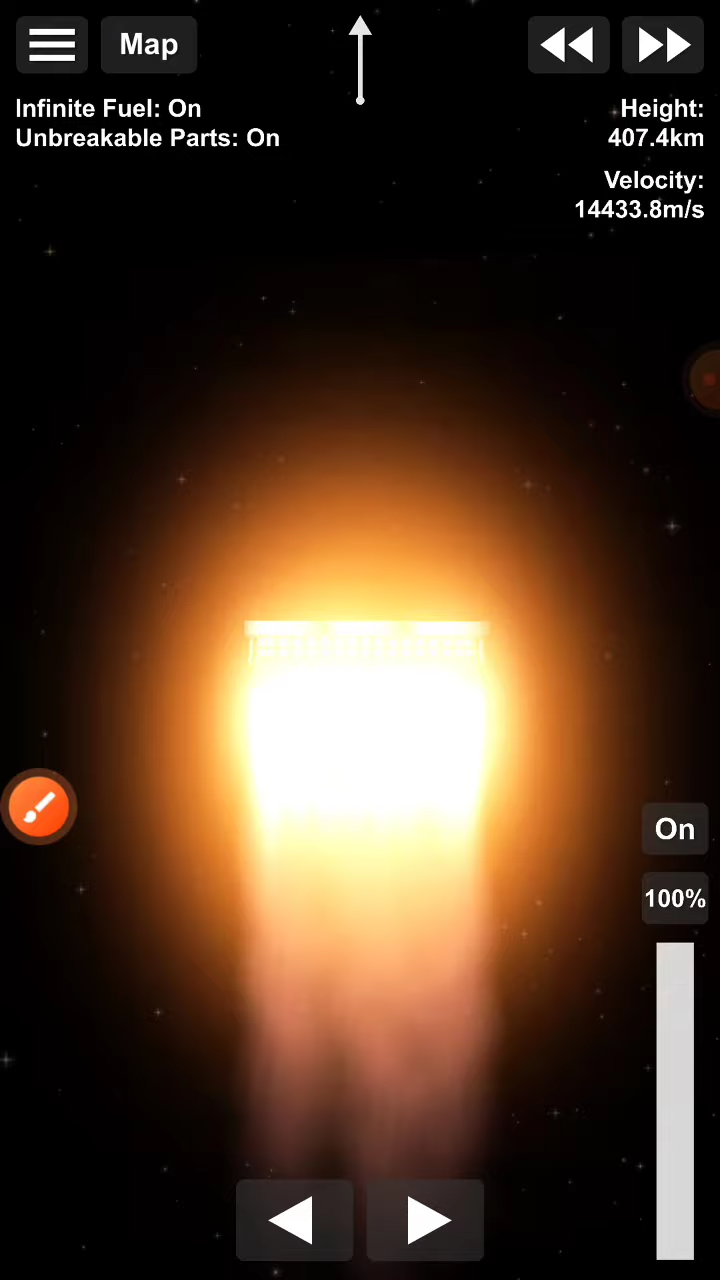 Map
Infinite Fuel: On
Unbreakable Parts: On
Height:
407.4km
Velocity:
14433.8m/s
On
100%